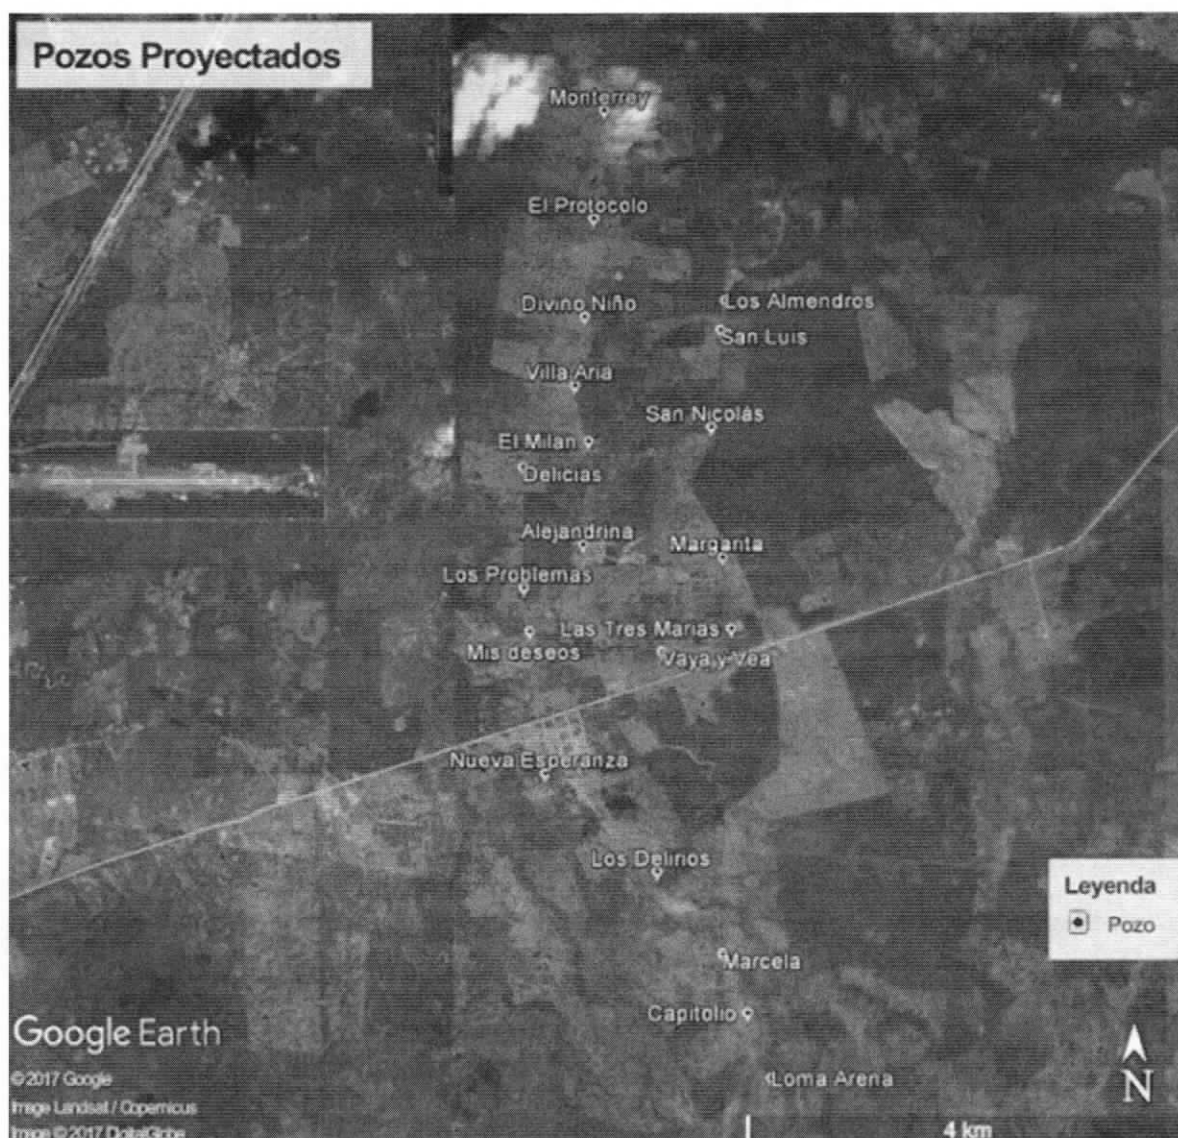 Pozos Proyectados
Monterrey
El Protocolo
Divino Niño
Los Almendros
San Luis
Villa Aria
San Nicolás
El Milan
Delicias
Alejandrina
Marganta
Los Problemas
Las Tres Marias
Mis deseos
Vaya y Vea
Nueva Esperanza
Los Delinos
Leyenda
Pozo
Marcela
Capitolio
Google Earth
N
© 2017 Google
Loma Arena
Image Landsat / Copernicus
Image © 2017 DigitalGlobe
4 km